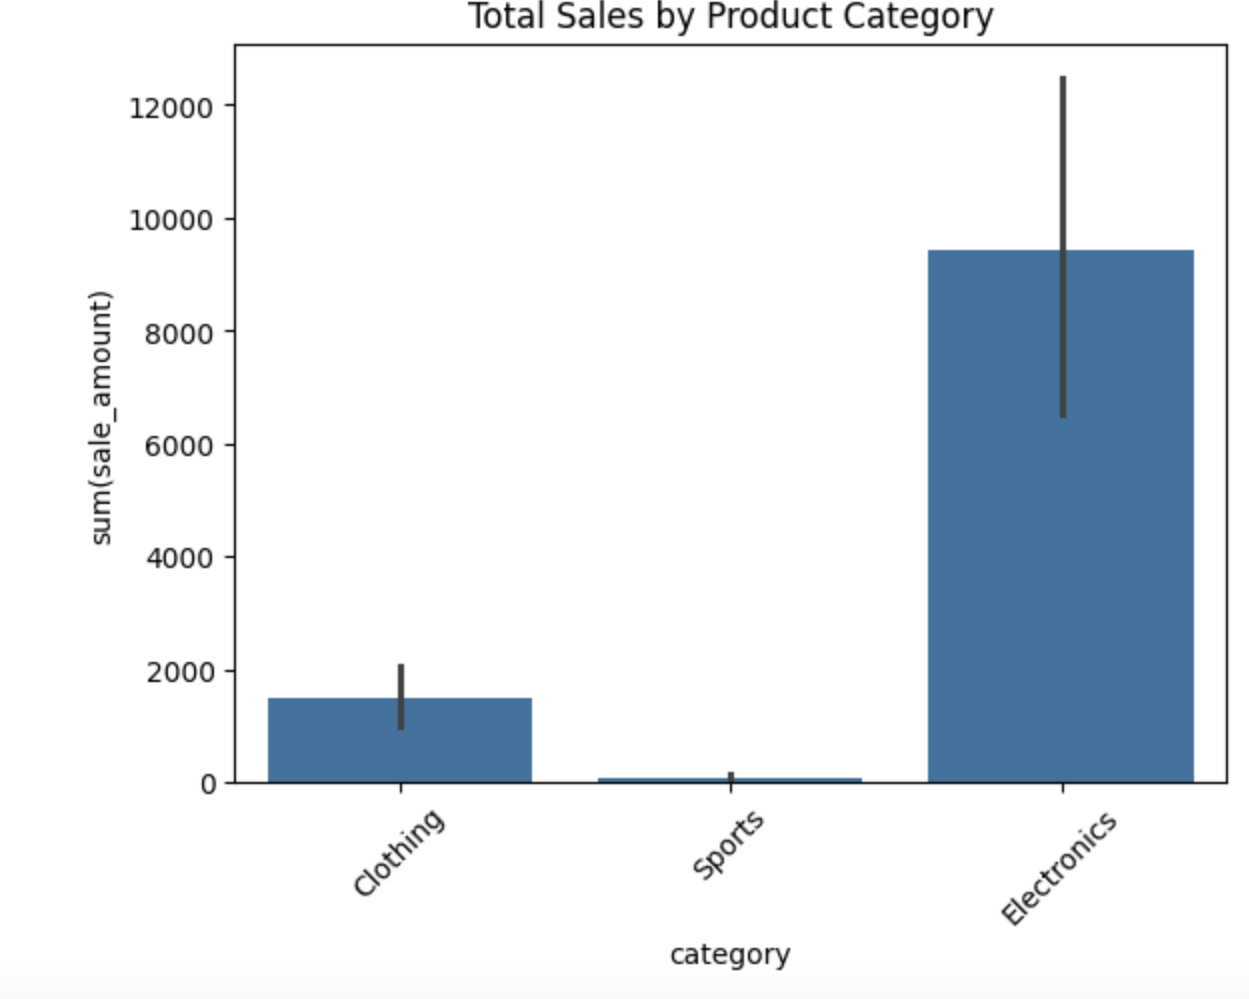 Total Sales by Product Category
12000
10000
8000
6000
4000
2000
0
sum(sale_amount)
Clothing
Sports
Electronics
category